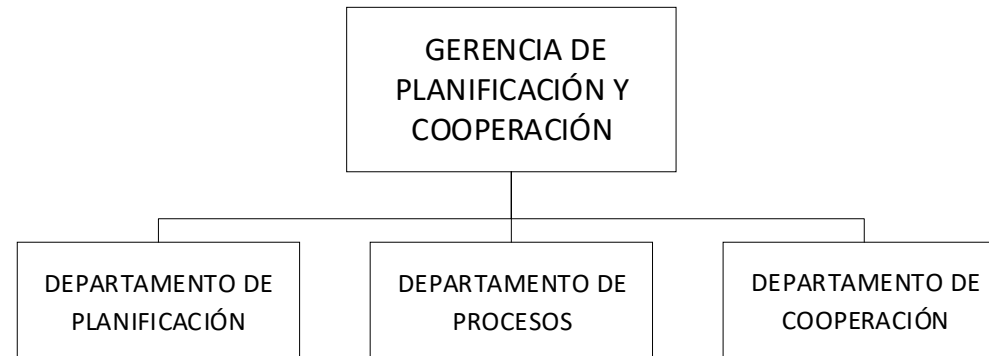 GERENCIA DE
PLANIFICACIÓN Y
COOPERACIÓN
DEPARTAMENTO DE
PLANIFICACIÓN
DEPARTAMENTO DE
PROCESOS
DEPARTAMENTO DE
COOPERACIÓN